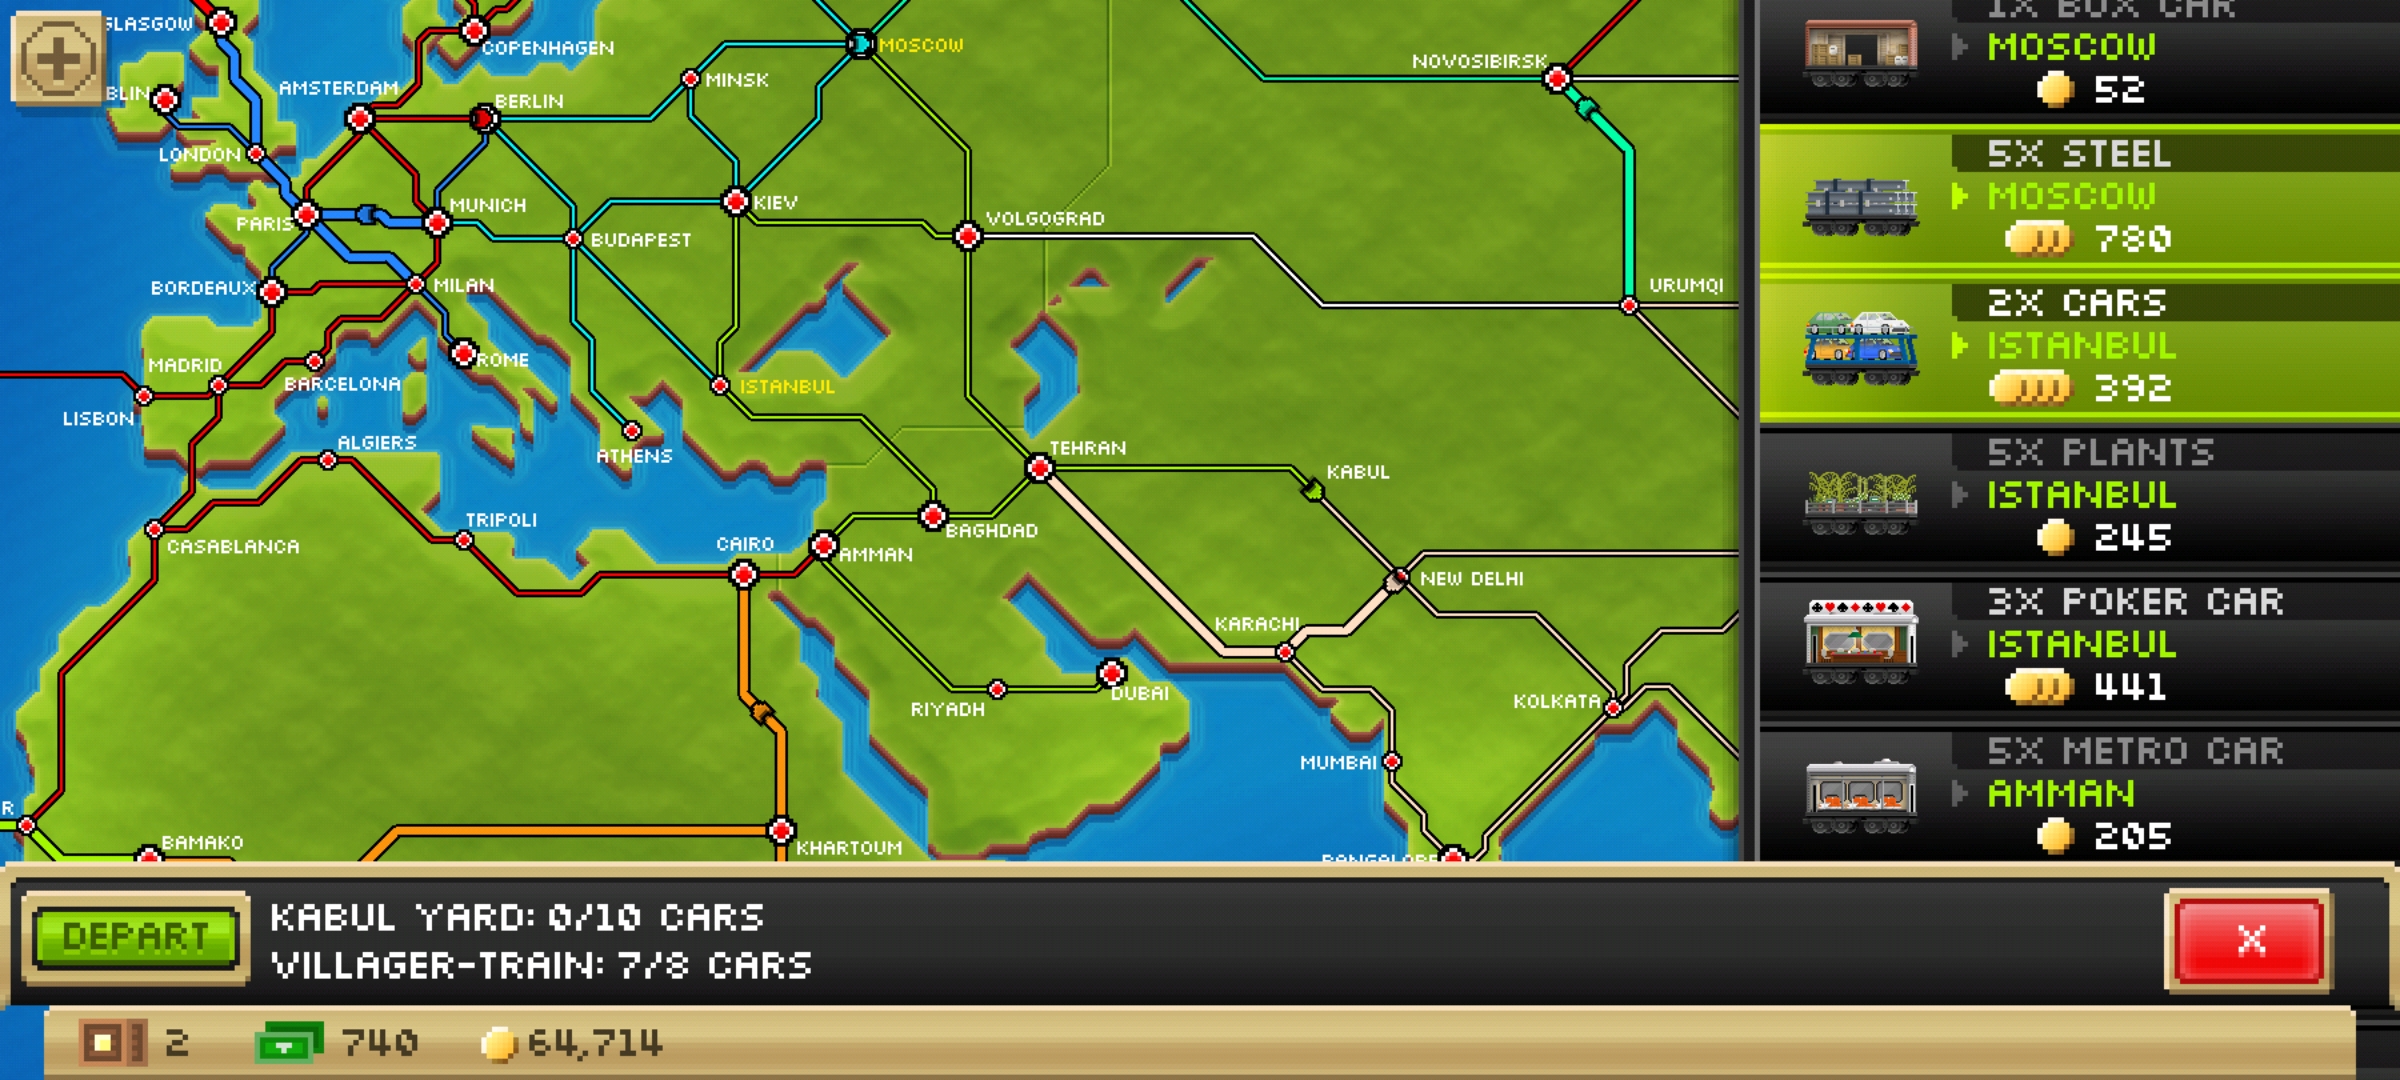 GLASGOW
COPENHAGEN
MOSCOW
MINSK
NOVOSIBIRSK
AMSTERDAM
BLIN
BERLIN
LONDON
PARIS
MUNICH
KIEV
VOLGOGRAD
BUDAPEST
BORDEAUX
MILAN
URUMQI
MADRID
ROME
BARCELONA
ISTANBUL
LISBON
ALGIERS
ATHENS
TEHRAN
KABUL
TRIPOLI
CASABLANCA
CAIRO
AMMAN
BAGHDAD
NEW DELHI
KARACHI
RIYADH
DUBAI
KOLKATA
MUMBAI
R
BAMAKO
KHARTOUM
BANGALORE
1X BOX CAR
MOSCOW
52
5X STEEL
MOSCOW
780
2X CARS
ISTANBUL
392
5X PLANTS
ISTANBUL
245
3X POKER CAR
ISTANBUL
441
5X METRO CAR
AMMAN
205
DEPART
KABUL YARD: 0/10 CARS
VILLAGER-TRAIN: 7/8 CARS
X
2
740
64,714